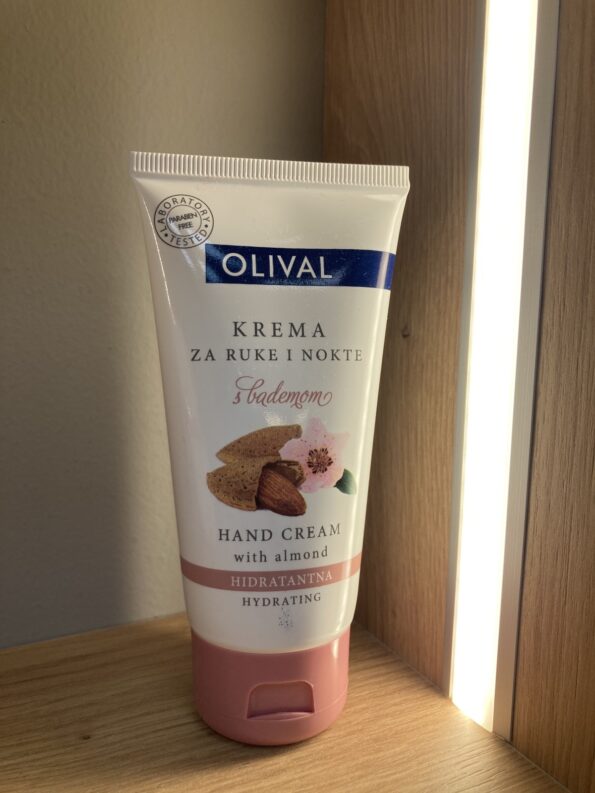 LABORATORY
PARABEN
FREE
• TESTED •
OLIVAL
KREMA
ZA RUKE I NOKTE
s bademom
HAND CREAM
with almond
HIDRATANTNA
HYDRATING